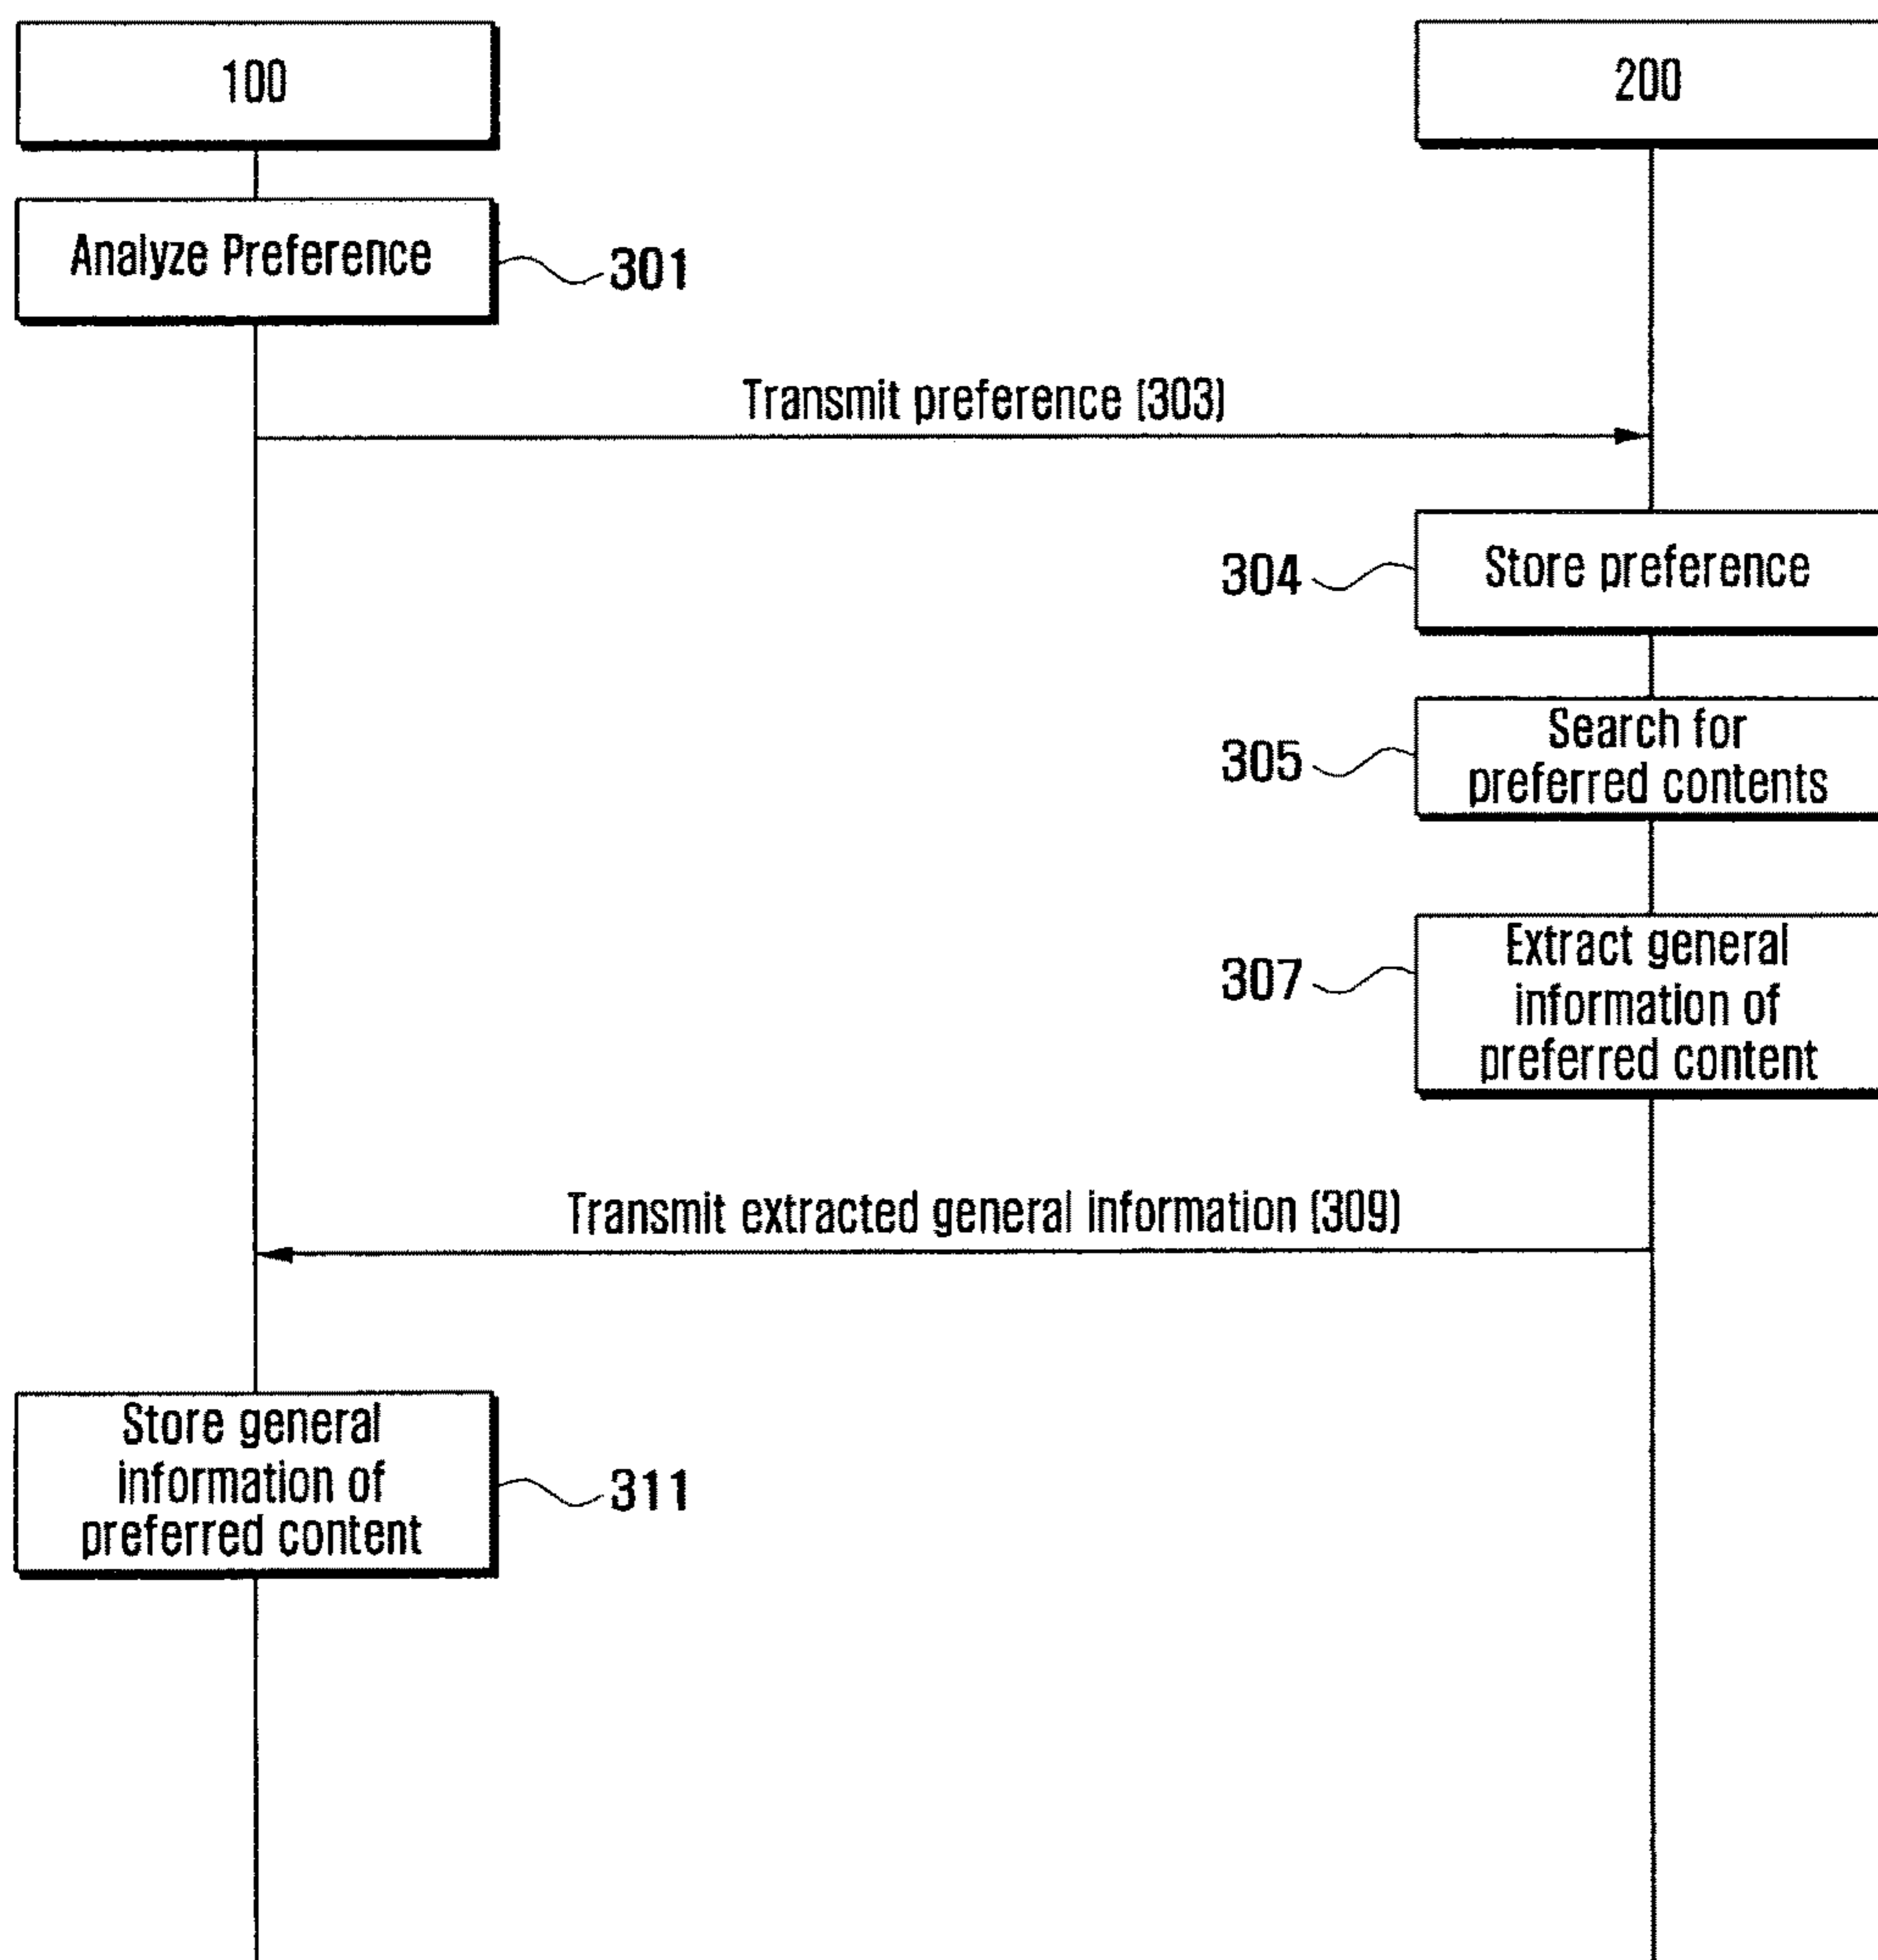 100
200
Analyze Preference
301
Transmit preference (303)
304
Store preference
305
Search for
preferred contents
307
Extract general
information of
preferred content
Transmit extracted general information (309)
Store general
information of
preferred content
311